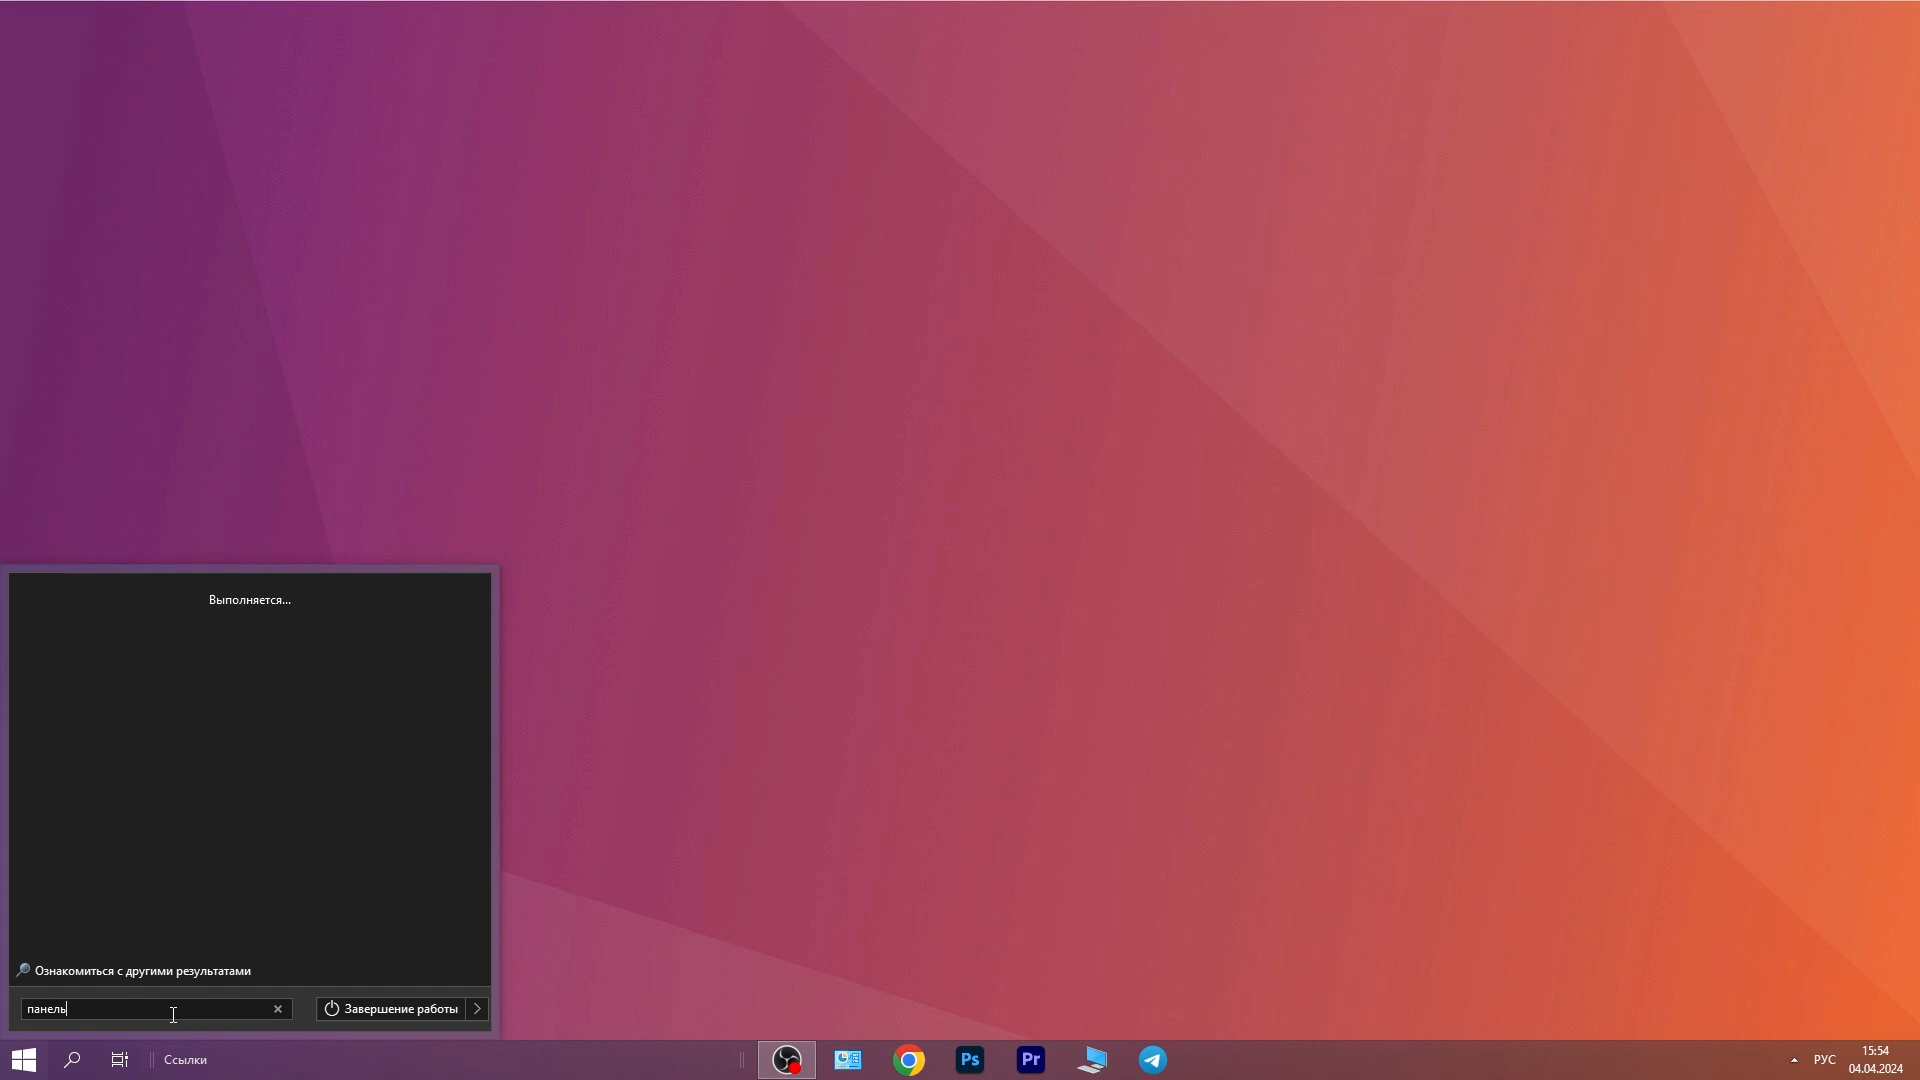 Выполняется...
Ознакомиться с другими результатами
панель
Завершение работы
Ссылки
Ps
Pr
РУС
15:54
04.04.2024